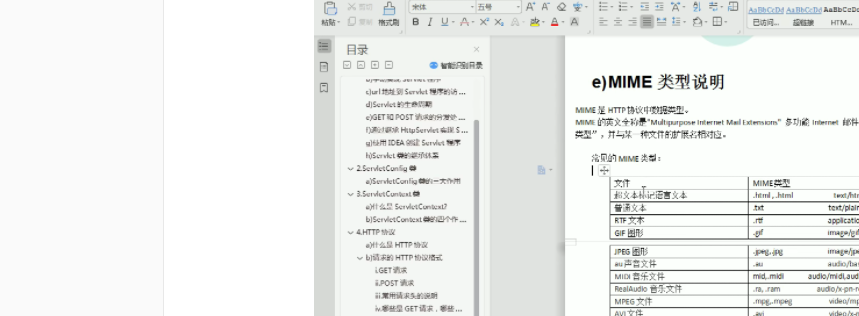 宋体
五号
AaBbCcDd AaBbCcDd AaBbCc
粘贴
格式刷
B I U
已访问...
超链接
HTM...
目录
智能识别目录
c)url 地址到 Servlet 程序的访 ...
d)Servlet 的生命周期
e)GET 和 POST 请求的分发处 ...
f)通过继承 HttpServlet 实现 S ...
g)使用 IDEA 创建 Servlet 程序
h)Servlet 类的继承体系
2.ServletConfig 类
a)ServletConfig 类的三大作用
3.ServletContext 类
a)什么是 ServletContext?
b)ServletContext 类的四个作 ...
4.HTTP 协议
a)什么是 HTTP 协议
b)请求的 HTTP 协议格式
i.GET 请求
ii.POST 请求
iii.常用请求头的说明
iv.哪些是 GET 请求，哪些 ...
e)MIME 类型说明
MIME 是 HTTP 协议中数据类型。
MIME 的英文全称是"Multipurpose Internet Mail Extensions" 多功能 Internet 邮件
类型"，并与某一种文件的扩展名相对应。
常见的 MIME 类型：
文件 MIME类型
超文本标记语言文本 .html , .html text/ht
普通文本 .txt text/plain
RTF 文本 .rtf applicatio
GIF 图形 .gif image/gif
JPEG 图形 .jpeg,.jpg image/jp
au 声音文件 .au audio/ba
MIDI 音乐文件 mid,.midi audio/midi,aud
RealAudio 音乐文件 .ra, .ram audio/x-pn-r
MPEG 文件 .mpg,.mpeg video/mp
AVI 文件 .avi video/x-n